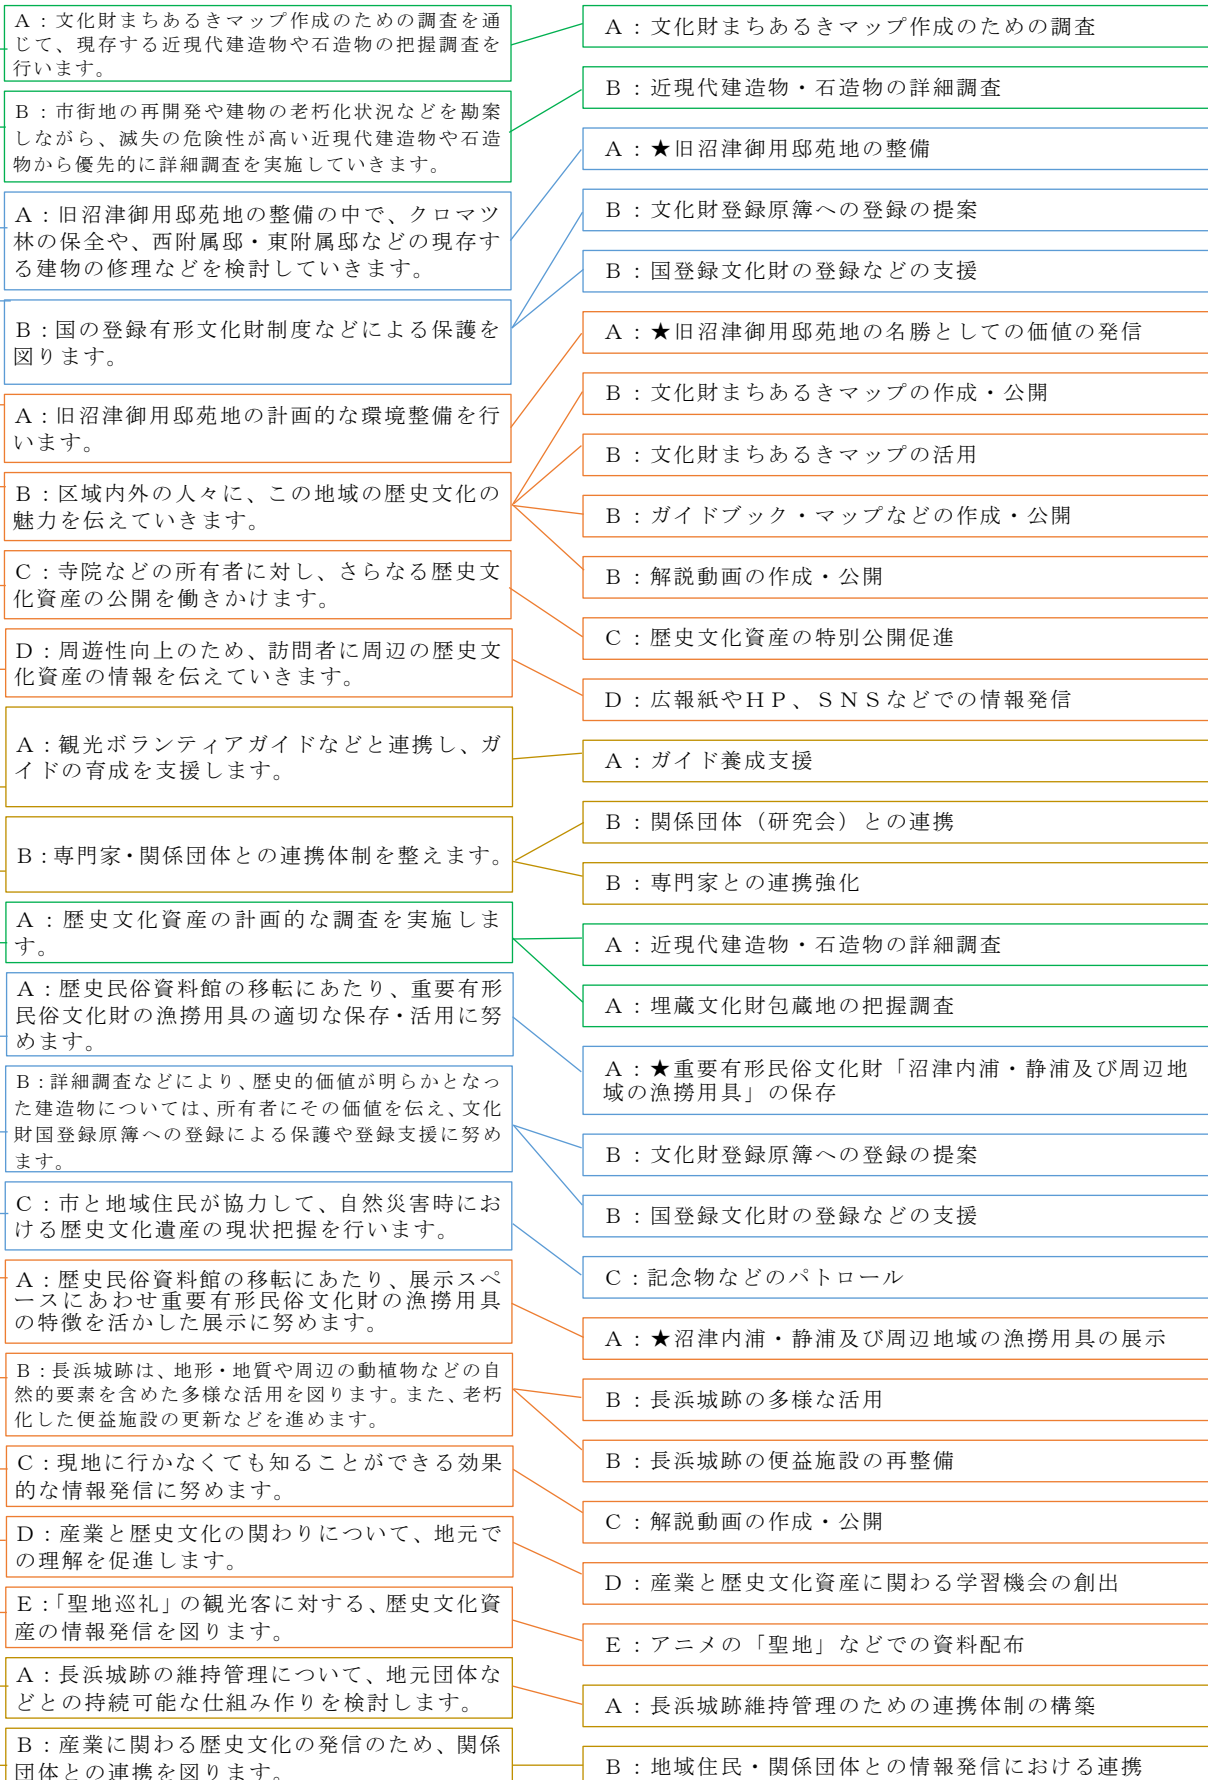 A：文化財まちあるきマップ作成のための調査を通
じて、現存する近現代建造物や石造物の把握調査を
行います。
B：市街地の再開発や建物の老朽化状況などを勘案
しながら、滅失の危険性が高い近現代建造物や石造
物から優先的に詳細調査を実施していきます。
A：旧沼津御用邸苑地の整備の中で、クロマツ
林の保全や、西附属邸・東附属邸などの現存す
る建物の修理などを検討していきます。
B：国の登録有形文化財制度などによる保護を
図ります。
A：旧沼津御用邸苑地の計画的な環境整備を行
います。
B：区域内外の人々に、この地域の歴史文化の
魅力を伝えていきます。
C：寺院などの所有者に対し、さらなる歴史文
化資産の公開を働きかけます。
D：周遊性向上のため、訪問者に周辺の歴史文
化資産の情報を伝えていきます。
A：観光ボランティアガイドなどと連携し、ガ
イドの育成を支援します。
B：専門家・関係団体との連携体制を整えます。
A：歴史文化資産の計画的な調査を実施しま
す。
A：歴史民俗資料館の移転にあたり、重要有形
民俗文化財の漁撈用具の適切な保存・活用に努
めます。
B：詳細調査などにより、歴史的価値が明らかとなっ
た建造物については、所有者にその価値を伝え、文化
財国登録原簿への登録による保護や登録支援に努め
ます。
C：市と地域住民が協力して、自然災害時にお
ける歴史文化遺産の現状把握を行います。
A：歴史民俗資料館の移転にあたり、展示スペ
ースにあわせ重要有形民俗文化財の漁撈用具
の特徴を活かした展示に努めます。
B：長浜城跡は、地形・地質や周辺の動植物などの自
然的要素を含めた多様な活用を図ります。また、老朽
化した便益施設の更新などを進めます。
C：現地に行かなくても知ることができる効果
的な情報発信に努めます。
D：産業と歴史文化の関わりについて、地元で
の理解を促進します。
E：「聖地巡礼」の観光客に対する、歴史文化資
産の情報発信を図ります。
A：長浜城跡の維持管理について、地元団体な
どとの持続可能な仕組み作りを検討します。
B：産業に関わる歴史文化の発信のため、関係
団体との連携を図ります。
A：文化財まちあるきマップ作成のための調査
B：近現代建造物・石造物の詳細調査
A：★旧沼津御用邸苑地の整備
B：文化財登録原簿への登録の提案
B：国登録文化財の登録などの支援
A：★旧沼津御用邸苑地の名勝としての価値の発信
B：文化財まちあるきマップの作成・公開
B：文化財まちあるきマップの活用
B：ガイドブック・マップなどの作成・公開
B：解説動画の作成・公開
C：歴史文化資産の特別公開促進
D：広報紙やHP、SNSなどでの情報発信
A：ガイド養成支援
B：関係団体（研究会）との連携
B：専門家との連携強化
A：近現代建造物・石造物の詳細調査
A：埋蔵文化財包蔵地の把握調査
A：★重要有形民俗文化財「沼津内浦・静浦及び周辺地
域の漁撈用具」の保存
B：文化財登録原簿への登録の提案
B：国登録文化財の登録などの支援
C：記念物などのパトロール
A：★沼津内浦・静浦及び周辺地域の漁撈用具の展示
B：長浜城跡の多様な活用
B：長浜城跡の便益施設の再整備
C：解説動画の作成・公開
D：産業と歴史文化資産に関わる学習機会の創出
E：アニメの「聖地」などでの資料配布
A：長浜城跡維持管理のための連携体制の構築
B：地域住民・関係団体との情報発信における連携